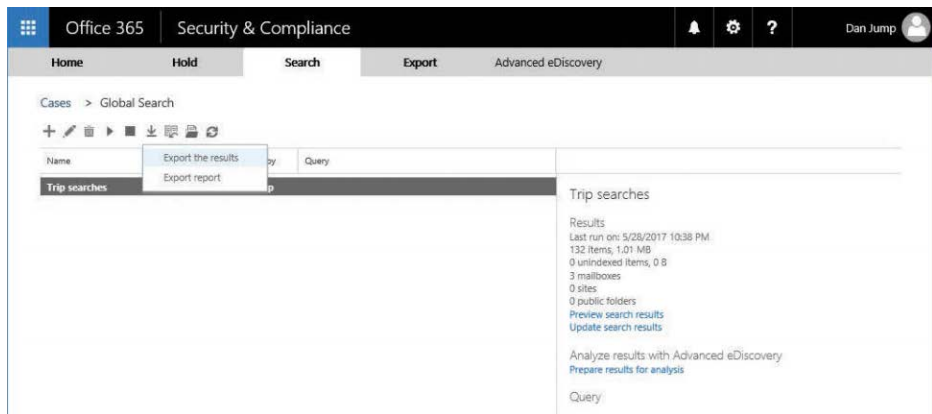 Office 365 Security & Compliance ? Dan Jump
Home Hold Search Export Advanced eDiscovery
Cases > Global Search
Name by Query
Export the results
Export report
Trip searches p
Trip searches
Results
Last run on: 5/28/2017 10:38 PM
132 items, 1.01 MB
0 unindexed items, 0 B
3 mailboxes
0 sites
0 public folders
Preview search results
Update search results
Analyze results with Advanced eDiscovery
Prepare results for analysis
Query